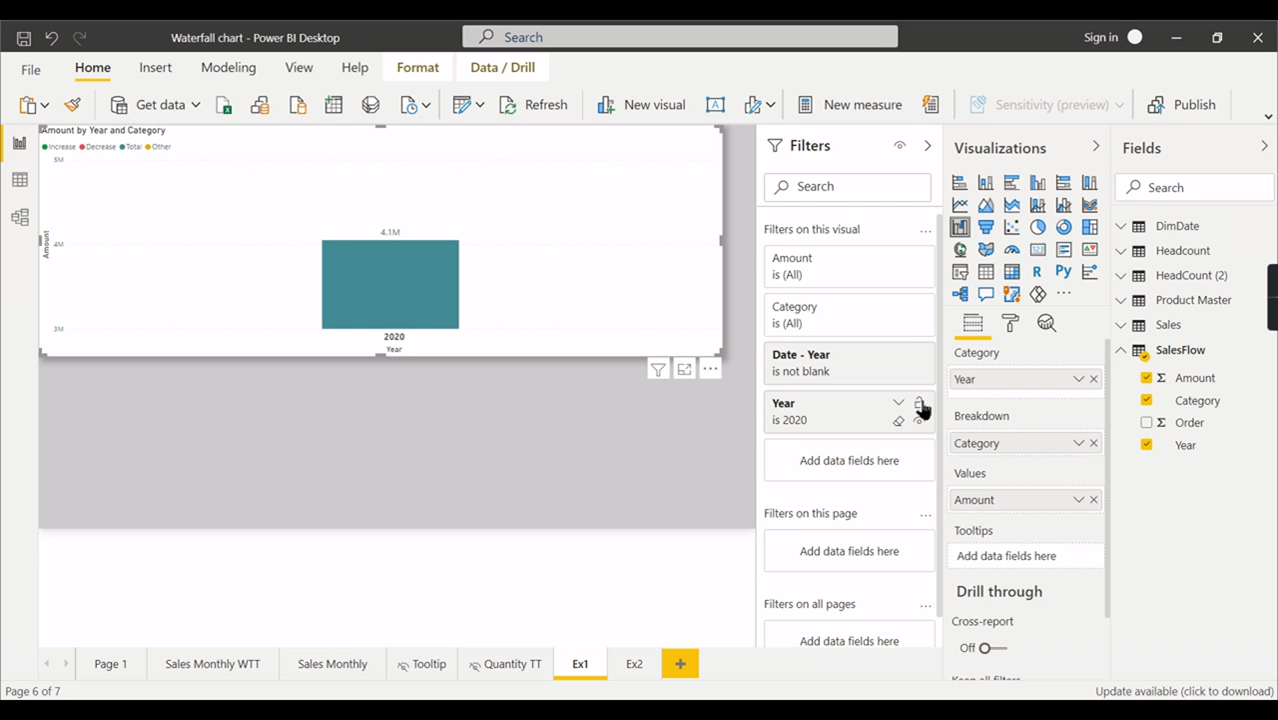 Waterfall chart - Power BI Desktop
Search
Sign in
File
Home
Insert
Modeling
View
Help
Format
Data / Drill
Get data
Refresh
New visual
New measure
Sensitivity (preview)
Publish
Amount by Year and Category
Increase Decrease Total Other
5M
4M
3M
Amount
4.1M
2020
Year
Filters
Search
Filters on this visual
Amount
is (All)
Category
is (All)
Date - Year
is not blank
Year
is 2020
Add data fields here
Filters on this page
Add data fields here
Filters on all pages
Add data fields here
Visualizations
R
Py
Category
Year
Breakdown
Category
Values
Amount
Tooltips
Add data fields here
Drill through
Cross-report
Off
Fields
Search
DimDate
Headcount
HeadCount (2)
Product Master
Sales
SalesFlow
Σ Amount
Category
Σ Order
Year
Page 1
Sales Monthly WTT
Sales Monthly
Tooltip
Quantity TT
Ex1
Ex2
Page 6 of 7
Update available (click to download)